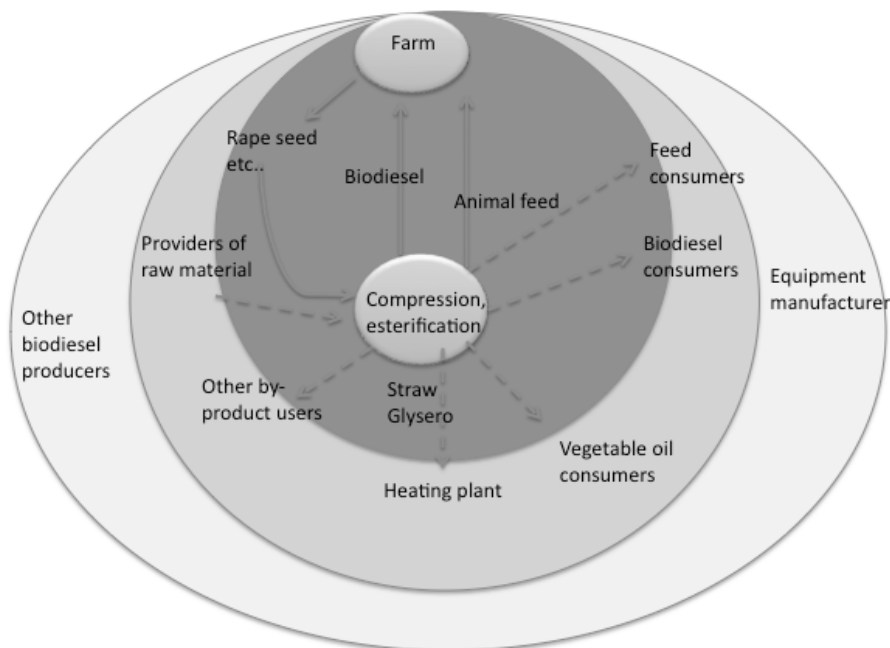 Farm
Rape seed
etc..
Biodiesel
Animal feed
Feed
consumers
Providers of
raw material
Biodiesel
consumers
Compression,
esterification
Equipment
manufacturer
Other
biodiesel
producers
Other by-
product users
Straw
Glysero
Vegetable oil
consumers
Heating plant